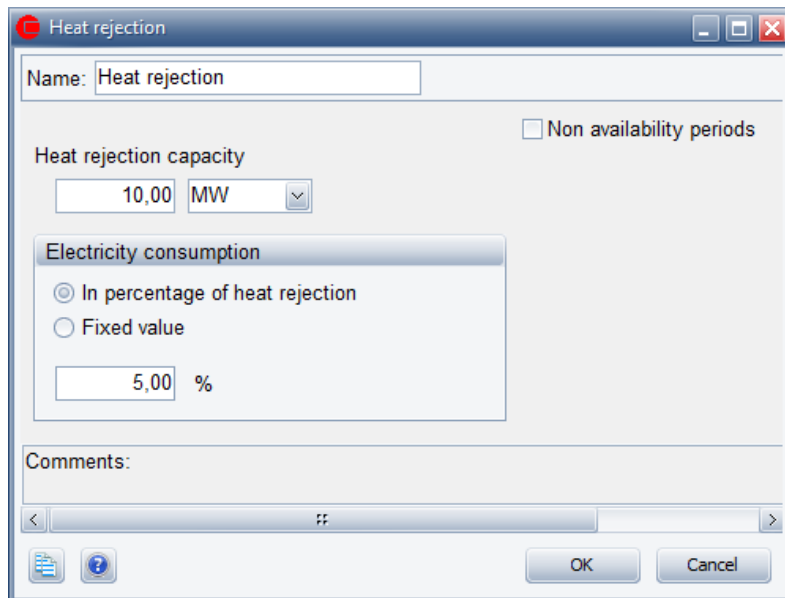 Heat rejection
Name: Heat rejection
Non availability periods
Heat rejection capacity
10,00 MW
Electricity consumption
In percentage of heat rejection
Fixed value
5,00 %
Comments:
OK Cancel